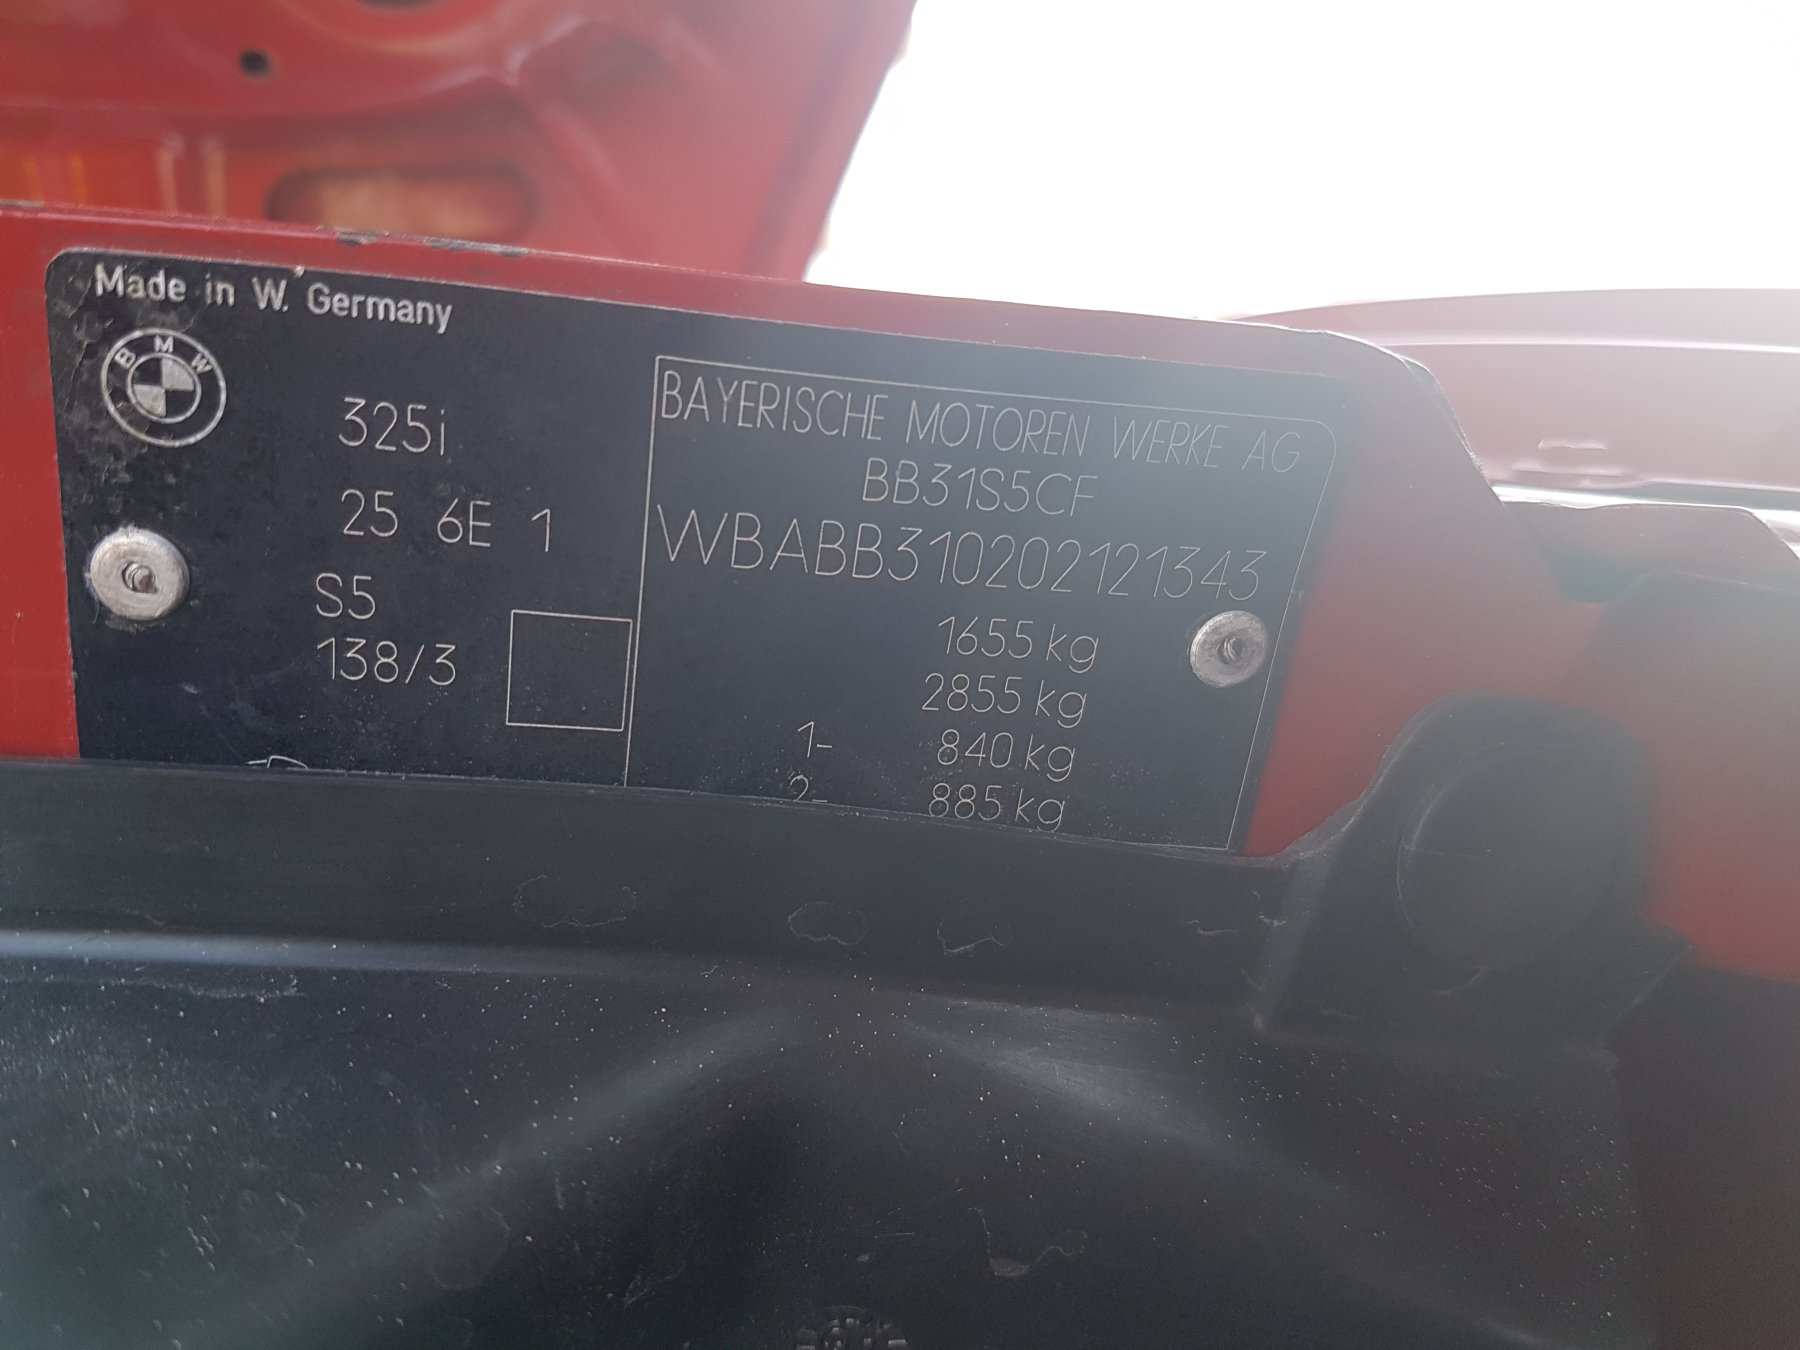 Made in W. Germany
BMW
325i
25 6E 1
S5
138/3
BAYERISCHE MOTOREN WERKE AG
BB31S5CF
WBABB310202121343
1655 kg
2855 kg
1- 840 kg
2- 885 kg